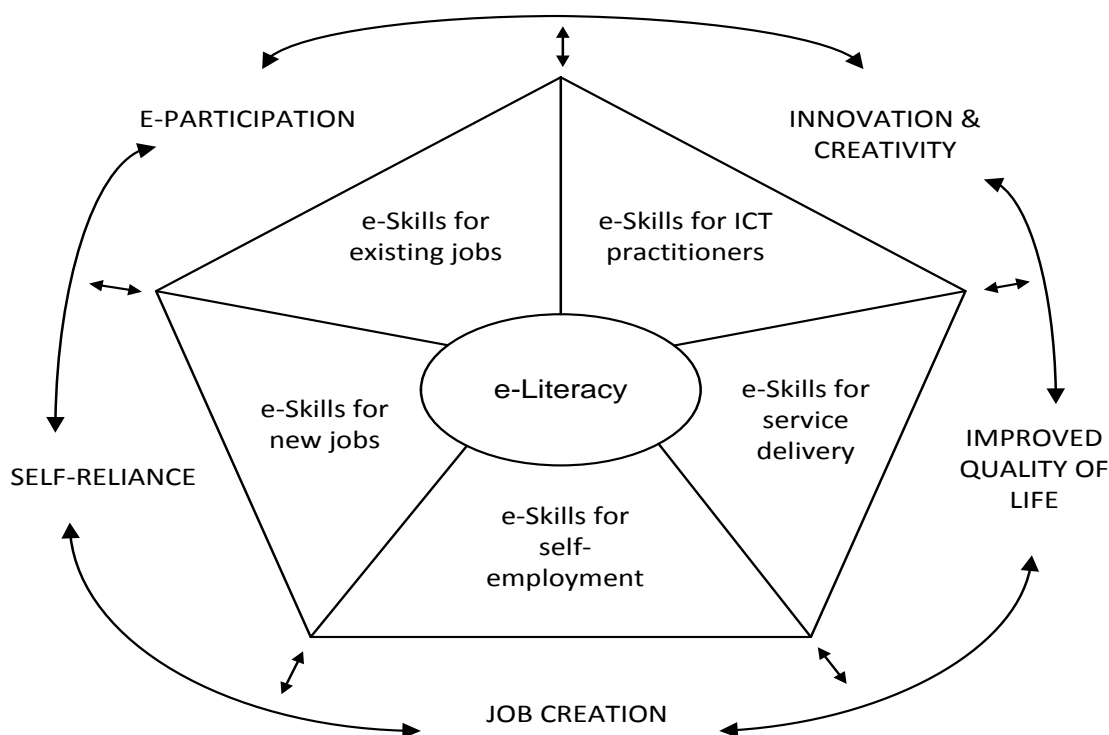 E-PARTICIPATION
INNOVATION &
CREATIVITY
e-Skills for
existing jobs
e-Skills for ICT
practitioners
e-Literacy
e-Skills for
new jobs
e-Skills for
service
delivery
SELF-RELIANCE
IMPROVED
QUALITY OF
LIFE
e-Skills for
self-
employment
JOB CREATION